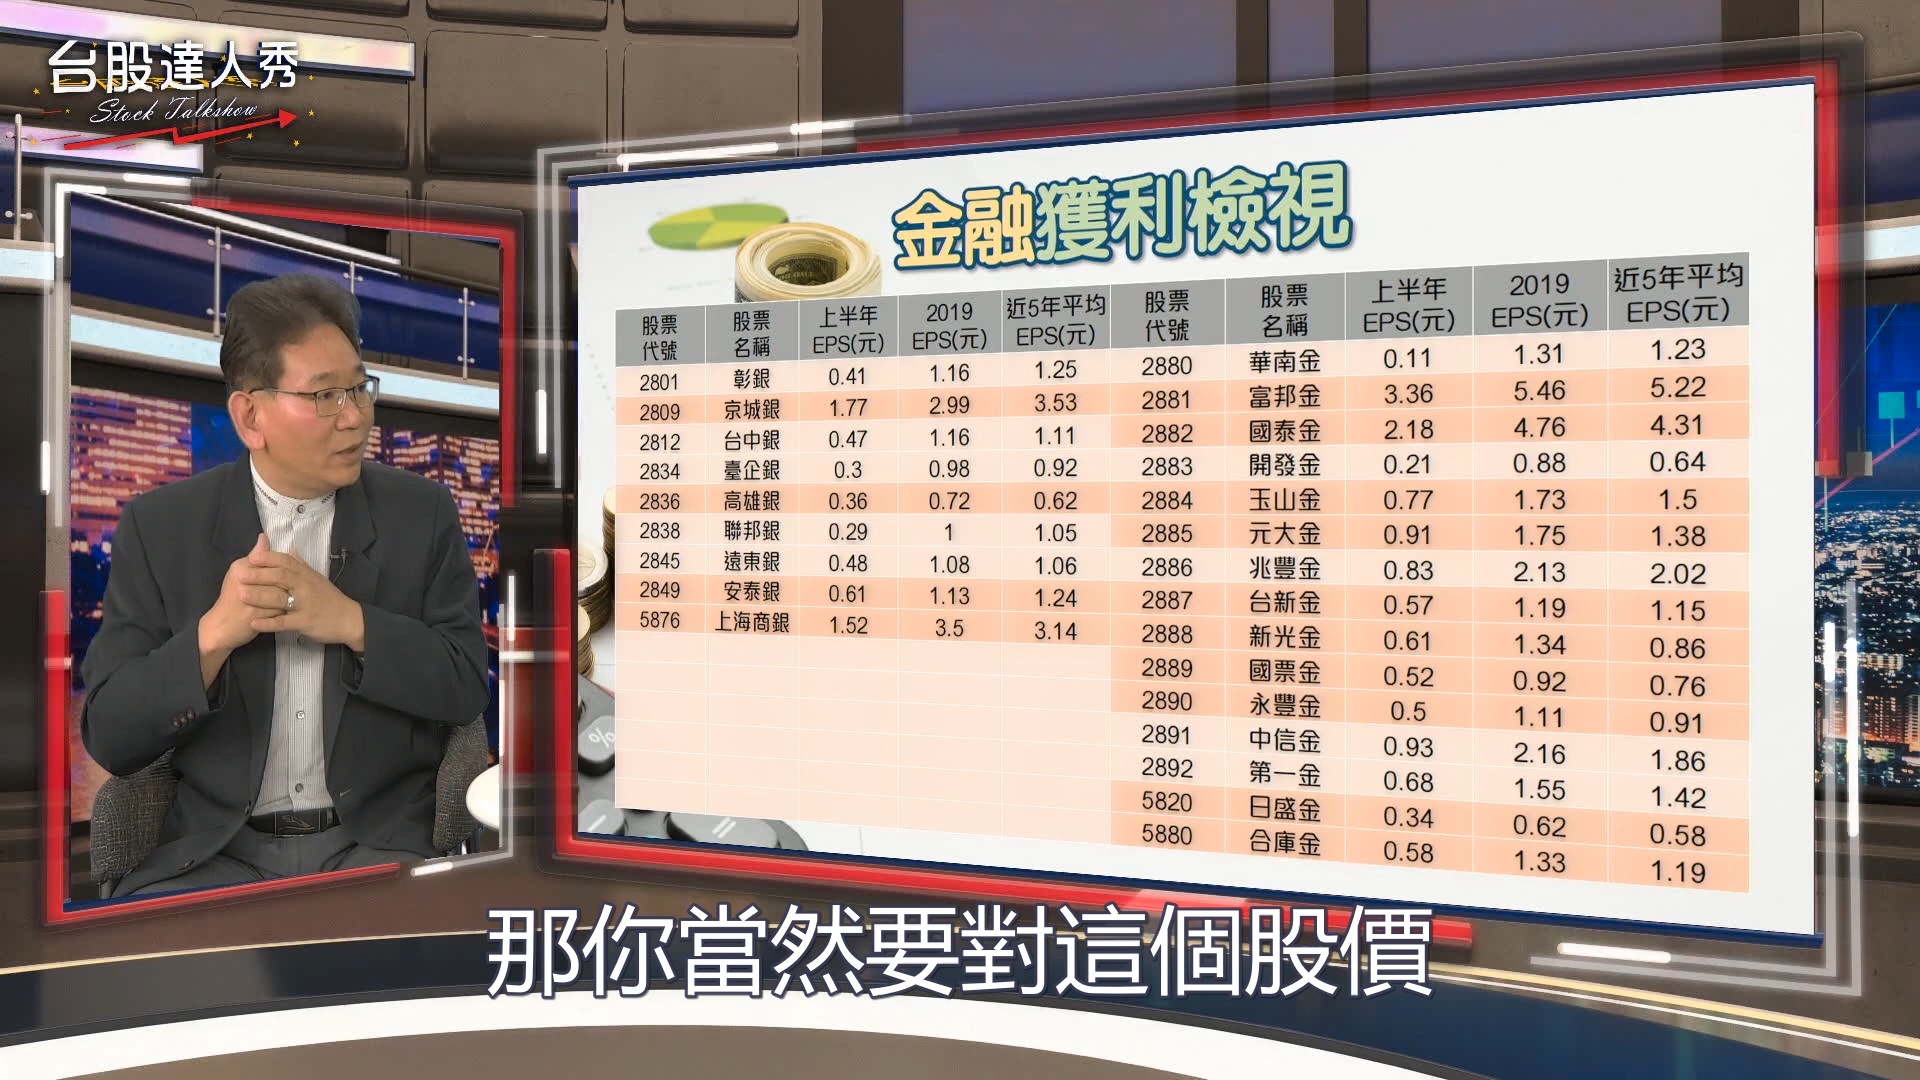 台股達人秀
Stock Talkshow
金融獲利檢視
股票代號 股票名稱 上半年EPS(元) 2019EPS(元) 近5年平均EPS(元) 股票代號 股票名稱 上半年EPS(元) 2019EPS(元) 近5年平均EPS(元)
2801 彰銀 0.41 1.16 1.25 2880 華南金 0.11 1.31 1.23
2809 京城銀 1.77 2.99 3.53 2881 富邦金 3.36 5.46 5.22
2812 台中銀 0.47 1.16 1.11 2882 國泰金 2.18 4.76 4.31
2834 臺企銀 0.3 0.98 0.92 2883 開發金 0.21 0.88 0.64
2836 高雄銀 0.36 0.72 0.62 2884 玉山金 0.77 1.73 1.5
2838 聯邦銀 0.29 1 1.05 2885 元大金 0.91 1.75 1.38
2845 遠東銀 0.48 1.08 1.06 2886 兆豐金 0.83 2.13 2.02
2849 安泰銀 0.61 1.13 1.24 2887 台新金 0.57 1.19 1.15
5876 上海商銀 1.52 3.5 3.14 2888 新光金 0.61 1.34 0.86
2889 國票金 0.52 0.92 0.76
2890 永豐金 0.5 1.11 0.91
2891 中信金 0.93 2.16 1.86
2892 第一金 0.68 1.55 1.42
5820 日盛金 0.34 0.62 0.58
5880 合庫金 0.58 1.33 1.19
那你當然要對這個股價